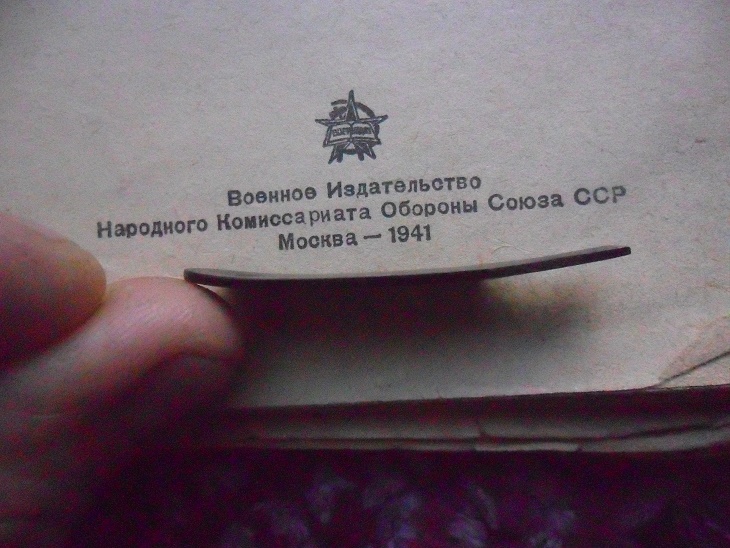 Военное Издательство
Народного Комиссариата Обороны Союза ССР
Москва — 1941